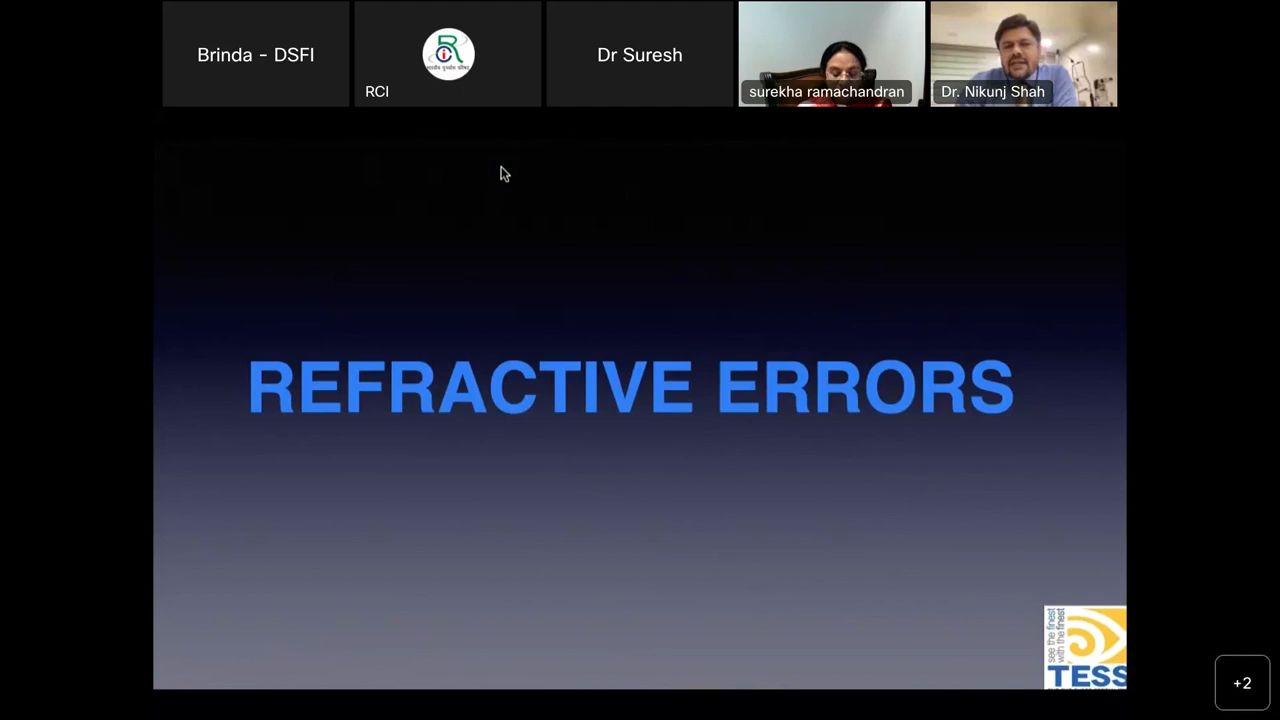 Brinda - DSFI
RCI
Dr Suresh
surekha ramachandran
Dr. Nikunj Shah
REFRACTIVE ERRORS
see the finest
with the finest
TESS
+2